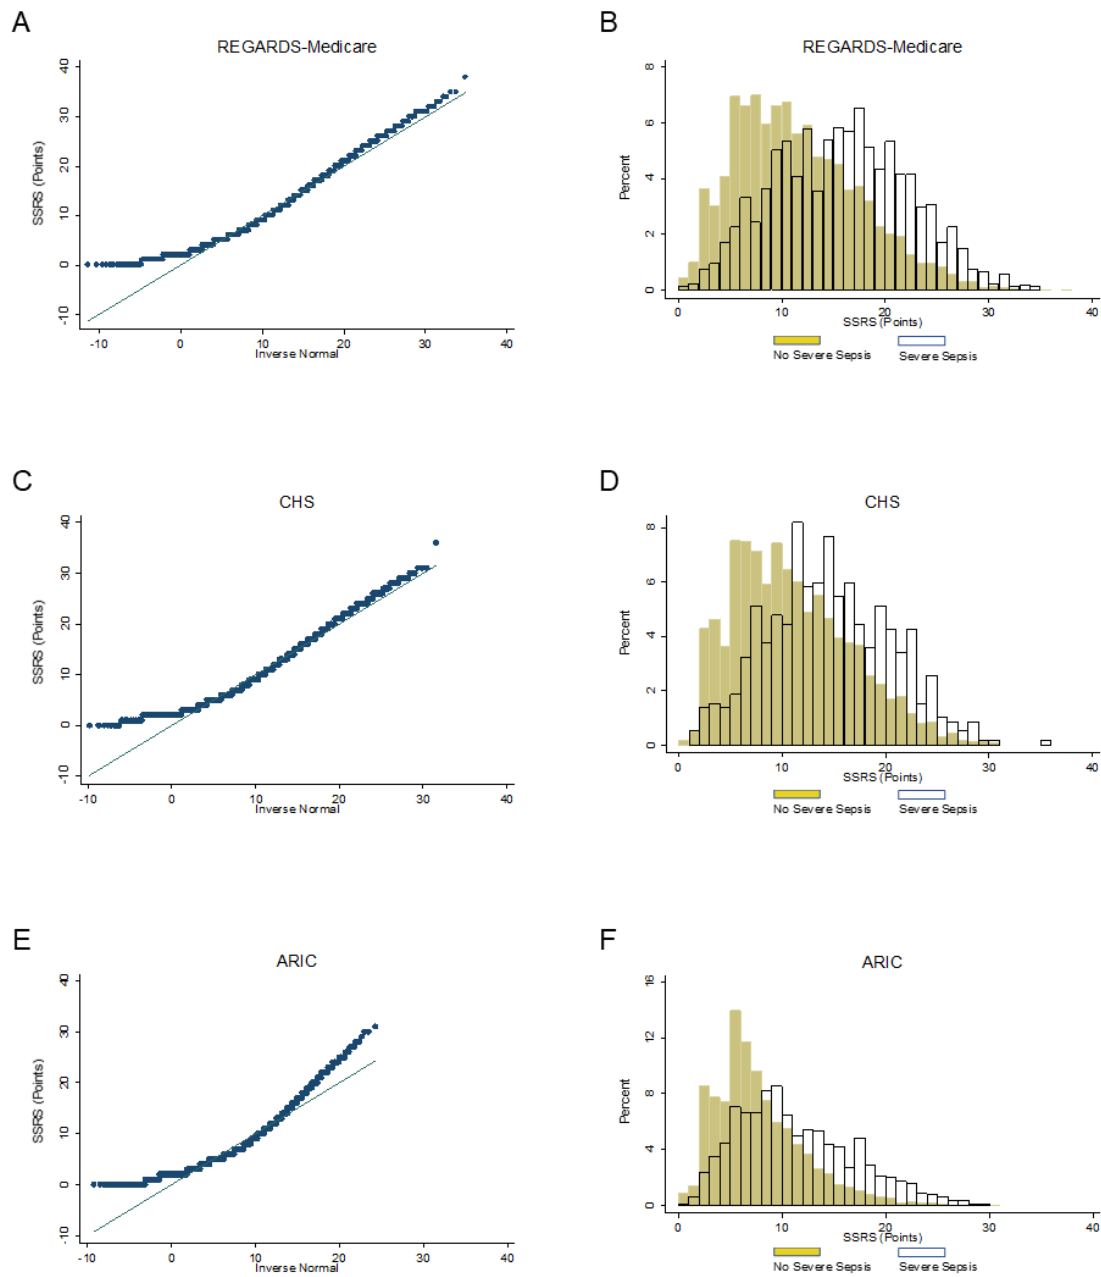 A
REGARDS-Medicare
SSRS (Points)
40
30
20
10
0
-10
-10 0 10 20 30 40
Inverse Normal
B
REGARDS-Medicare
Percent
8
6
4
2
0
0 10 20 30 40
SSRS (Points)
No Severe Sepsis Severe Sepsis
C
CHS
SSRS (Points)
40
30
20
10
0
-10
-10 0 10 20 30 40
Inverse Normal
D
CHS
Percent
8
6
4
2
0
0 10 20 30 40
SSRS (Points)
No Severe Sepsis Severe Sepsis
E
ARIC
SSRS (Points)
40
30
20
10
0
-10
-10 0 10 20 30 40
Inverse Normal
F
ARIC
Percent
16
12
8
4
0
0 10 20 30 40
SSRS (Points)
No Severe Sepsis Severe Sepsis